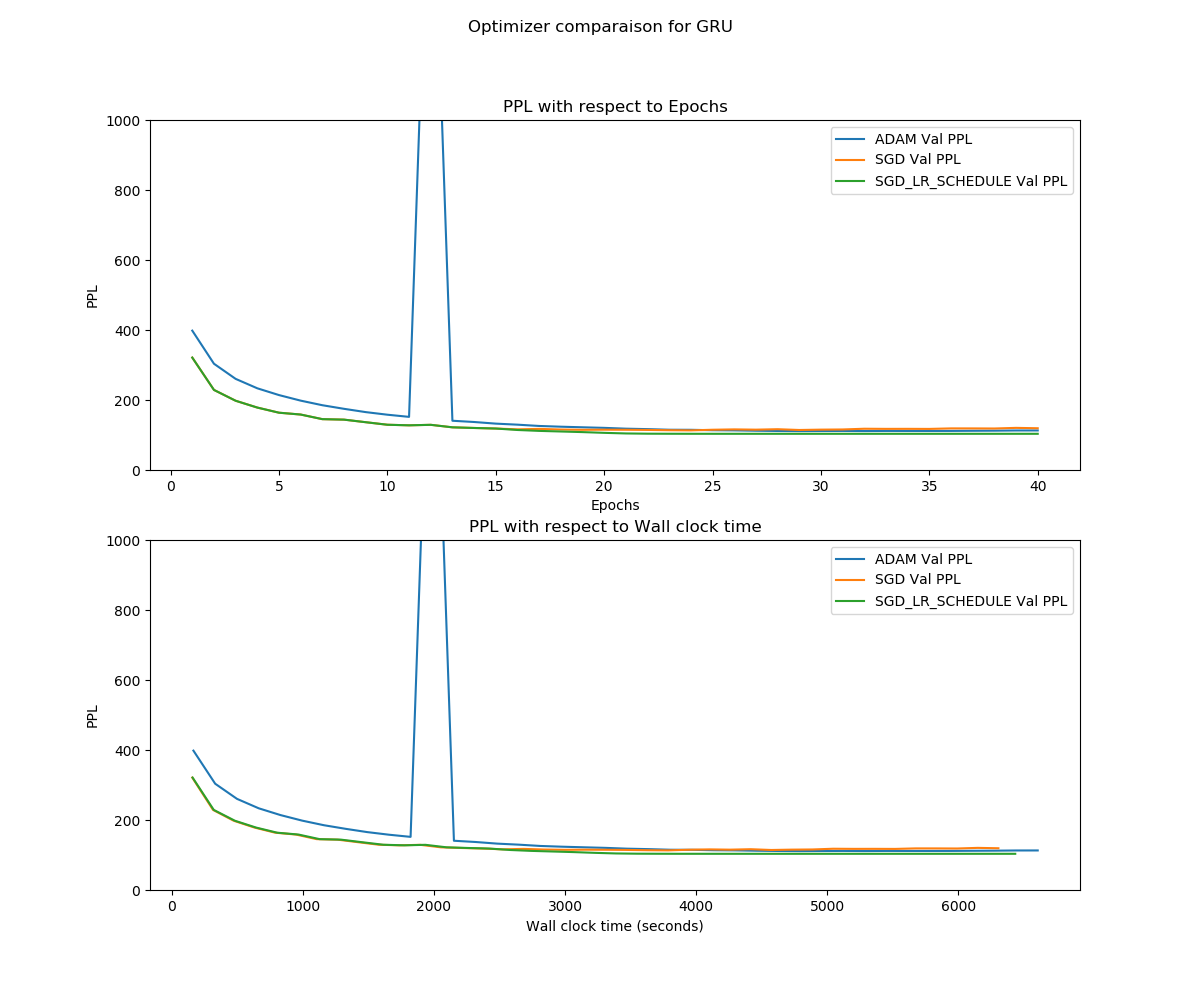 Optimizer comparaison for GRU
PPL with respect to Epochs
1000
800
600
400
200
0
PPL
ADAM Val PPL
SGD Val PPL
SGD_LR_SCHEDULE Val PPL
0 5 10 15 20 25 30 35 40
Epochs
PPL with respect to Wall clock time
1000
800
600
400
200
0
PPL
ADAM Val PPL
SGD Val PPL
SGD_LR_SCHEDULE Val PPL
0 1000 2000 3000 4000 5000 6000
Wall clock time (seconds)